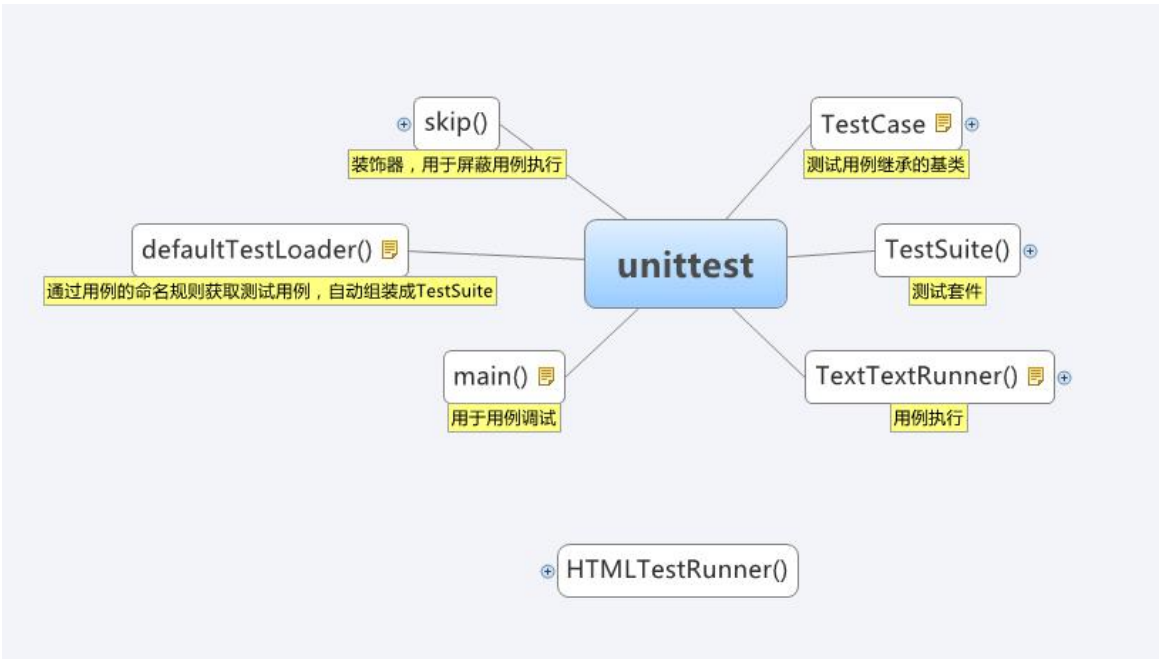 skip()
装饰器，用于屏蔽用例执行
TestCase
测试用例继承的基类
defaultTestLoader()
通过用例的命名规则获取测试用例，自动组装成TestSuite
unittest
TestSuite()
测试套件
main()
用于用例调试
TextTextRunner()
用例执行
HTMLTestRunner()